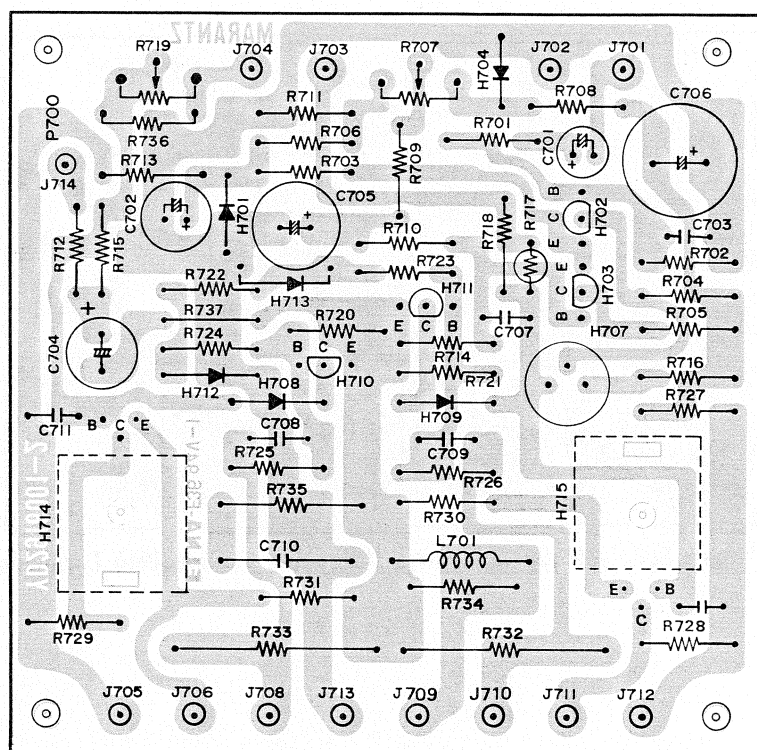 MARANTZ
R719 J704 J703 R707 H704 J702 J701
C706
R711 R708
P700
R736 R706 R701 C701
R713 R703 R709
J714
C702 H701 C705 B
R718 R717 C H702
R712 R715 R710 E C703
R702
R722 R723 H711 E
H713 C H703 R704
+
R737 R720 B R705
E C B C707 H707
R724
C704 B C E R714 R716
H712 H708 H710 R721
R727
H709
C711 B C E C708
C709
R725 R726
H714 R735 R730 H715
C710 L701
E B
R731 R734 C
R729 R733 R732 R728
J705 J706 J708 J713 J709 J710 J711 J712